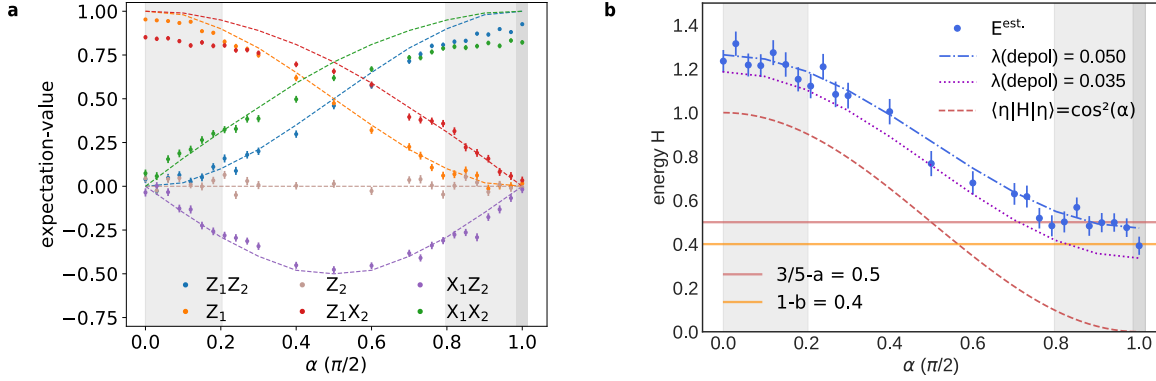 a
1.00
0.75
0.50
0.25
0.00
−0.25
−0.50
−0.75
expectation-value
0.0 0.2 0.4 0.6 0.8 1.0
α (π/2)
Z₁Z₂ Z₂ X₁Z₂
Z₁ Z₁X₂ X₁X₂
b
1.4
1.2
1.0
0.8
0.6
0.4
0.2
0.0
energy H
0.0 0.2 0.4 0.6 0.8 1.0
α (π/2)
E^est.
λ(depol) = 0.050
λ(depol) = 0.035
⟨η|H|η⟩=cos²(α)
3/5-a = 0.5
1-b = 0.4